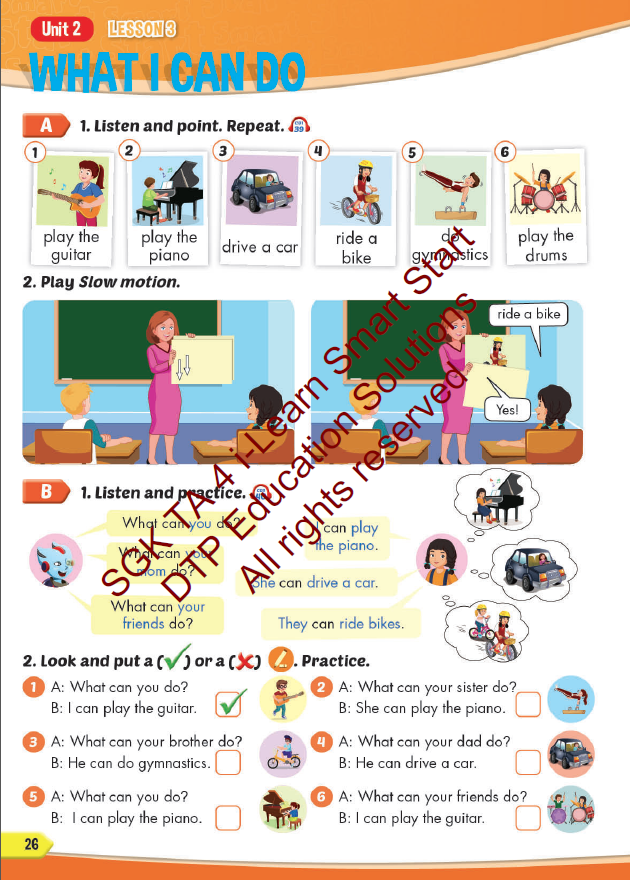 Unit 2
LESSON 3
WHAT I CAN DO
A
1. Listen and point. Repeat.
CD1
39
1
play the
guitar
2
play the
piano
3
drive a car
4
ride a
bike
5
do
gymnastics
6
play the
drums
2. Play Slow motion.
ride a bike
Yes!
B
1. Listen and practice.
What can you do?
I can play
the piano.
What can your
mom do?
She can drive a car.
What can your
friends do?
They can ride bikes.
2. Look and put a (✓) or a (✗). Practice.
1 A: What can you do?
B: I can play the guitar.
✓
2 A: What can your sister do?
B: She can play the piano.
3 A: What can your brother do?
B: He can do gymnastics.
4 A: What can your dad do?
B: He can drive a car.
5 A: What can you do?
B: I can play the piano.
6 A: What can your friends do?
B: I can play the guitar.
26
SGK TA 4 i-Learn Smart Start
DTP Education Solutions
All rights reserved